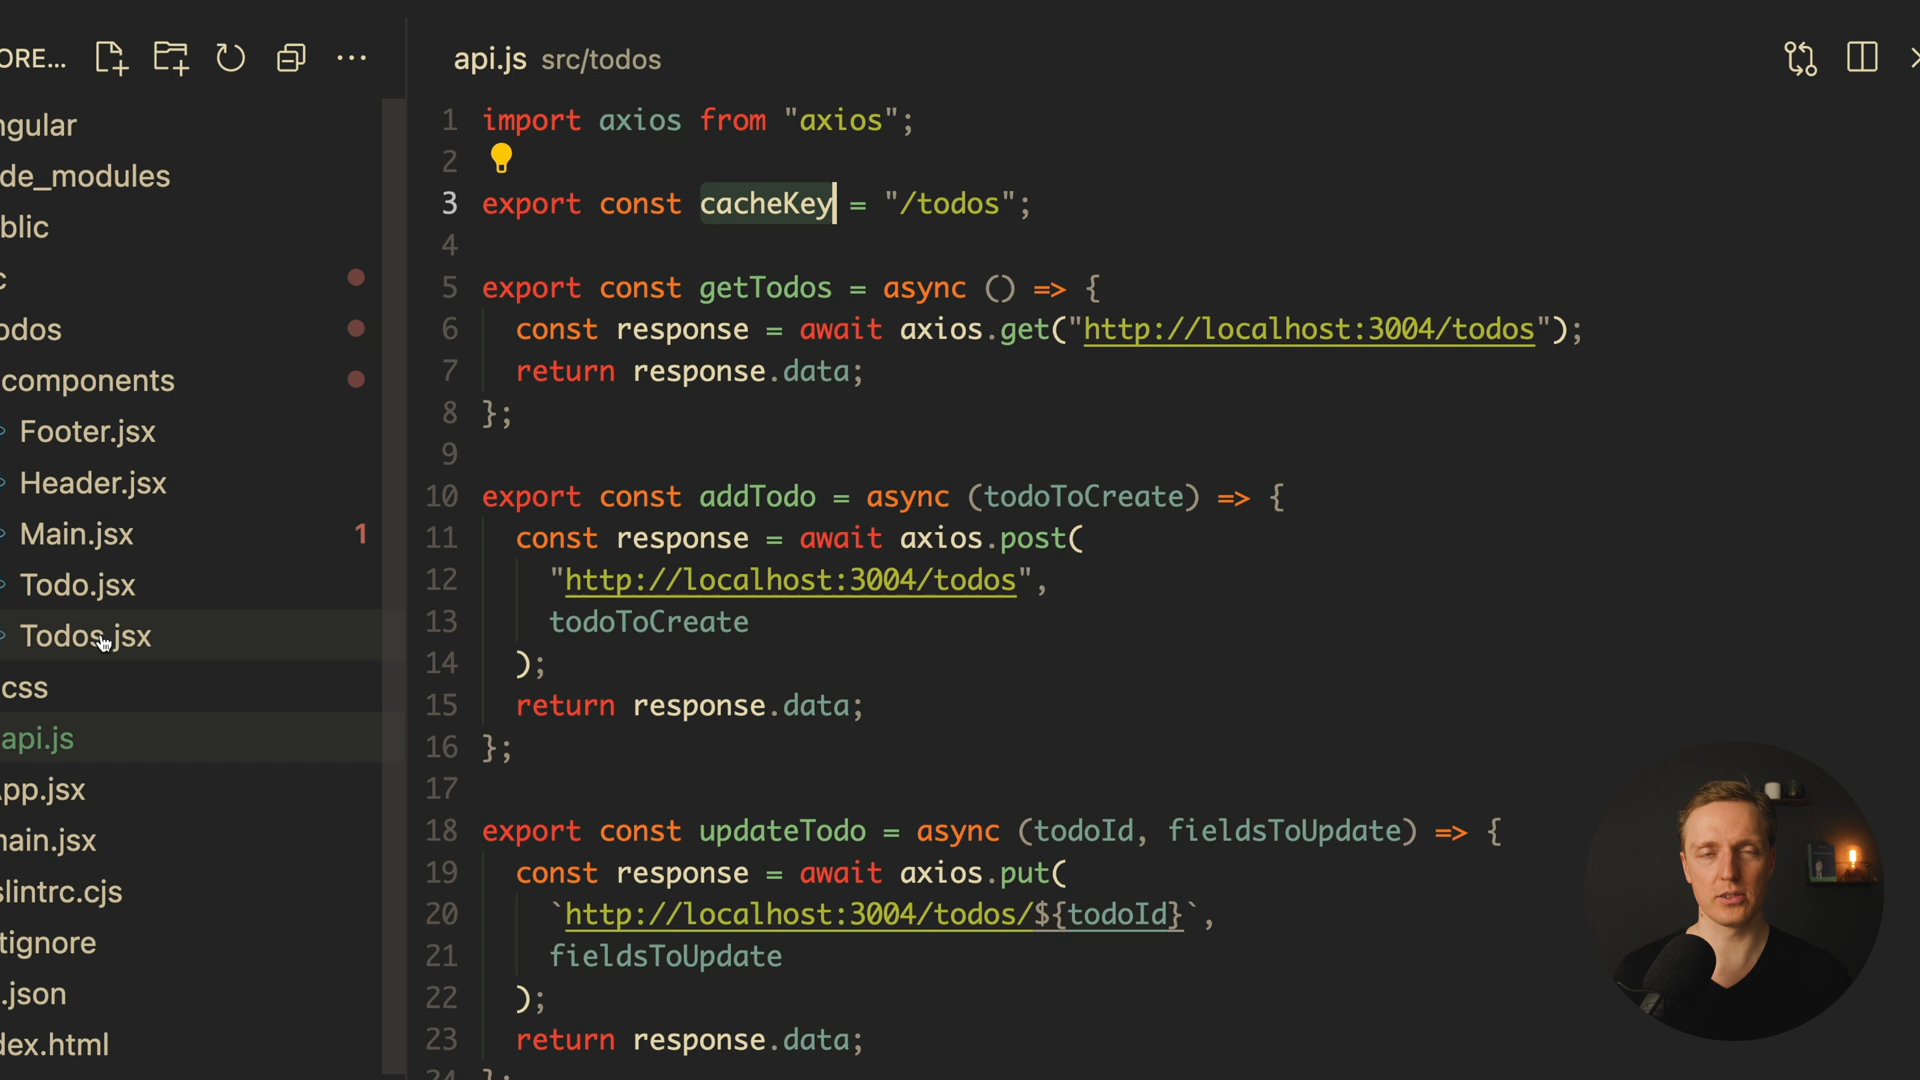 ORE...
ngular
de_modules
blic
odos
components
Footer.jsx
Header.jsx
Main.jsx 1
Todo.jsx
Todos.jsx
css
api.js
pp.jsx
nain.jsx
slintrc.cjs
tignore
.json
dex.html
api.js src/todos
1 import axios from "axios";
2
3 export const cacheKey = "/todos";
4
5 export const getTodos = async () => {
6 const response = await axios.get("http://localhost:3004/todos");
7 return response.data;
8 };
9
10 export const addTodo = async (todoToCreate) => {
11 const response = await axios.post(
12 "http://localhost:3004/todos",
13 todoToCreate
14 );
15 return response.data;
16 };
17
18 export const updateTodo = async (todoId, fieldsToUpdate) => {
19 const response = await axios.put(
20 `http://localhost:3004/todos/${todoId}`,
21 fieldsToUpdate
22 );
23 return response.data;
24 };